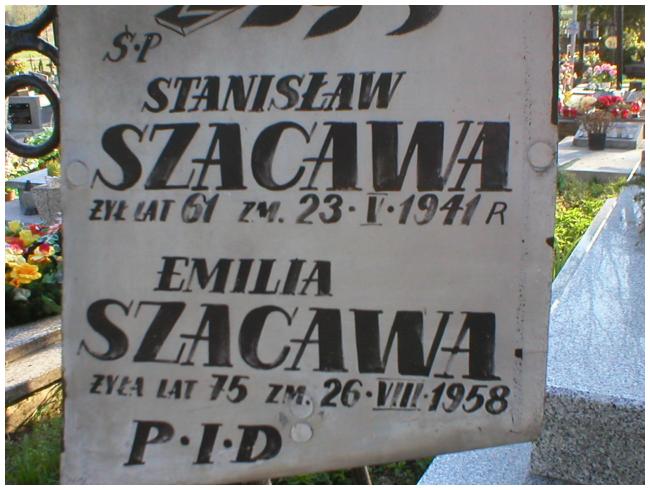 Ś·P
STANISŁAW
SZACAWA
ŻYŁ LAT 61 ZM. 23·V·1941 R
EMILIA
SZACAWA
ŻYŁA LAT 75 ZM. 26·VIII·1958
P·I·D